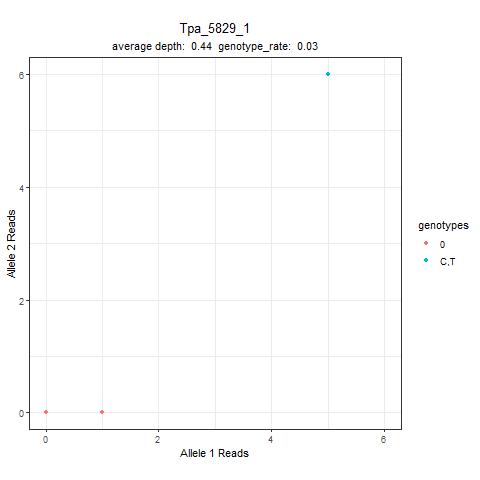 Tpa_5829_1
average depth: 0.44 genotype_rate: 0.03
6
4
2
0
Allele 2 Reads
0 2 4 6
Allele 1 Reads
genotypes
0
C,T